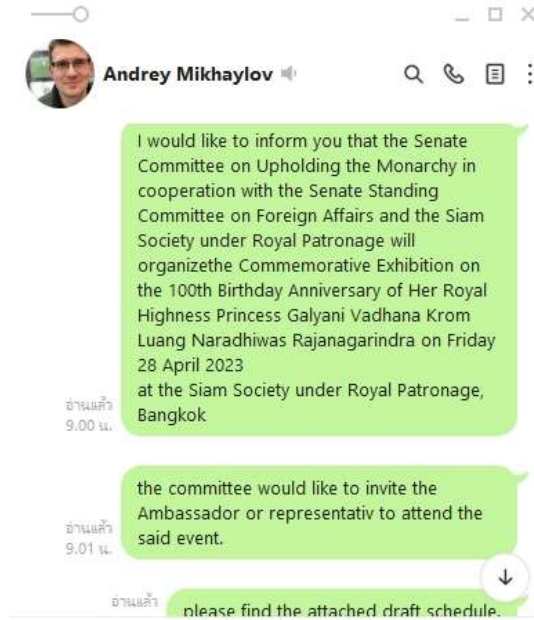 Andrey Mikhaylov
I would like to inform you that the Senate
Committee on Upholding the Monarchy in
cooperation with the Senate Standing
Committee on Foreign Affairs and the Siam
Society under Royal Patronage will
organizethe Commemorative Exhibition on
the 100th Birthday Anniversary of Her Royal
Highness Princess Galyani Vadhana Krom
Luang Naradhiwas Rajanagarindra on Friday
28 April 2023
at the Siam Society under Royal Patronage,
Bangkok
อ่านแล้ว
9.00 น.
the committee would like to invite the
Ambassador or representativ to attend the
said event.
อ่านแล้ว
9.01 น.
อ่านแล้ว
please find the attached draft schedule.